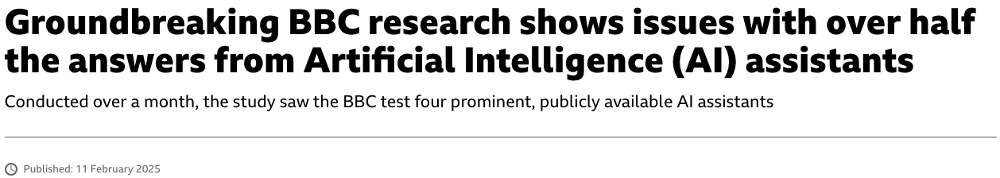 Groundbreaking BBC research shows issues with over half
the answers from Artificial Intelligence (AI) assistants
Conducted over a month, the study saw the BBC test four prominent, publicly available AI assistants
Published: 11 February 2025